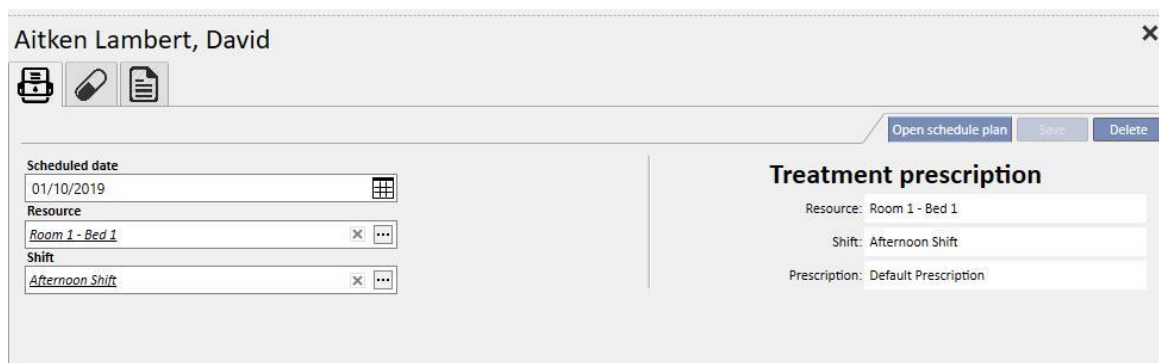 Aitken Lambert, David
Open schedule plan
Save
Delete
Scheduled date
01/10/2019
Resource
Room 1 - Bed 1
Shift
Afternoon Shift
Treatment prescription
Resource: Room 1 - Bed 1
Shift: Afternoon Shift
Prescription: Default Prescription